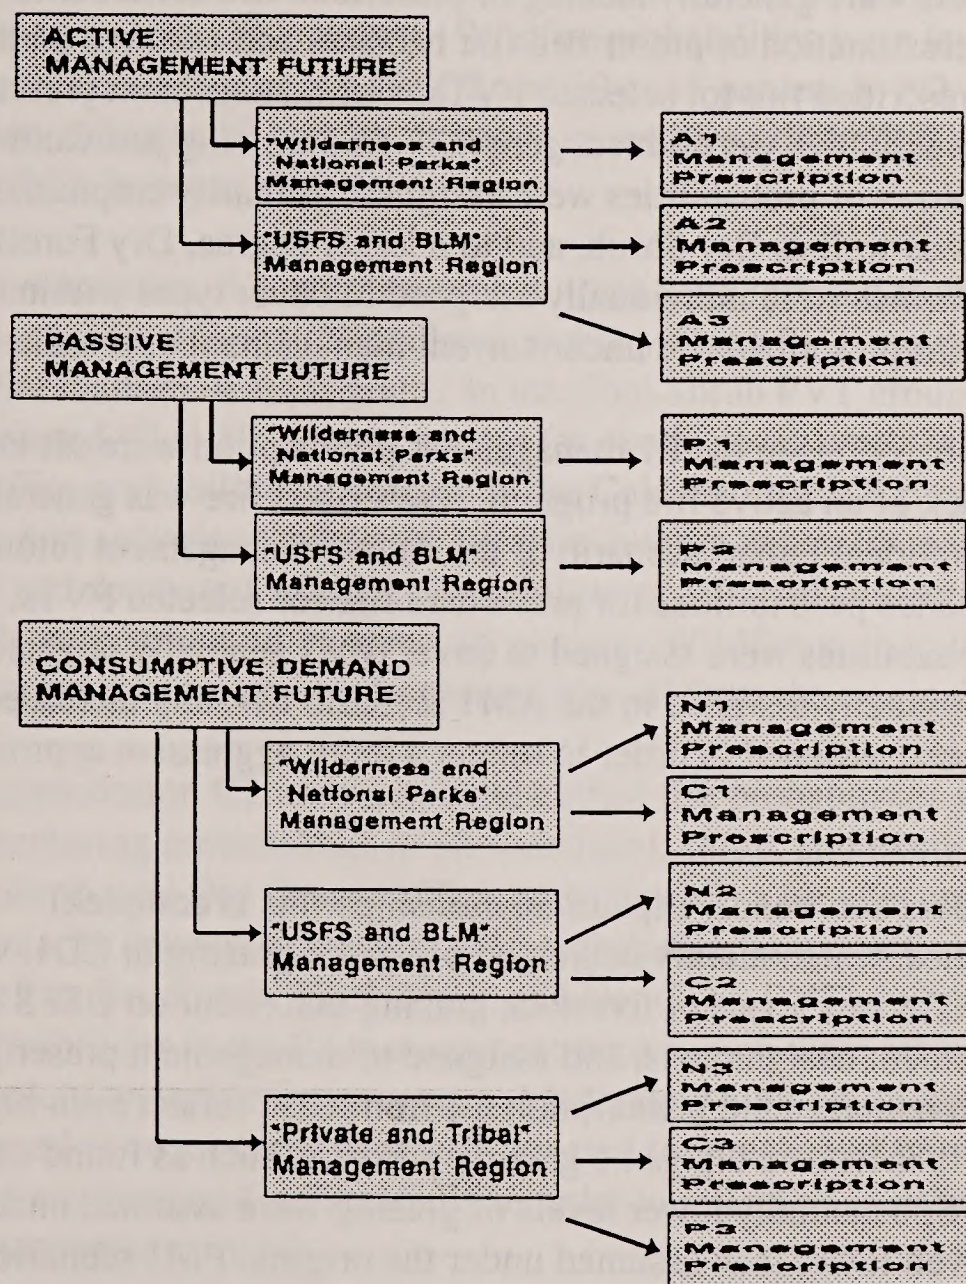 ACTIVE
MANAGEMENT FUTURE
"Wilderness and
National Parks"
Management Region
A1
Management
Prescription
"USFS and BLM"
Management Region
A2
Management
Prescription
A3
Management
Prescription
PASSIVE
MANAGEMENT FUTURE
"Wilderness and
National Parks"
Management Region
P1
Management
Prescription
"USFS and BLM"
Management Region
P2
Management
Prescription
CONSUMPTIVE DEMAND
MANAGEMENT FUTURE
"Wilderness and
National Parks"
Management Region
N1
Management
Prescription
C1
Management
Prescription
"USFS and BLM"
Management Region
N2
Management
Prescription
C2
Management
Prescription
"Private and Tribal"
Management Region
N3
Management
Prescription
C3
Management
Prescription
P3
Management
Prescription